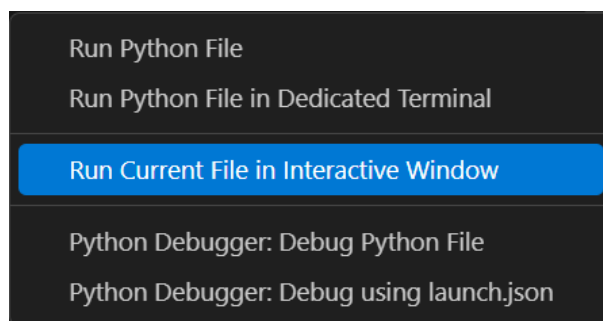 Run Python File
Run Python File in Dedicated Terminal
Run Current File in Interactive Window
Python Debugger: Debug Python File
Python Debugger: Debug using launch.json